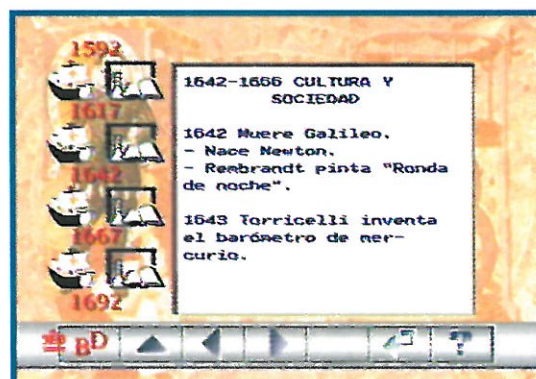 1592
1617
1642
1667
1692
1642-1666 CULTURA Y
SOCIEDAD
1642 Muere Galileo.
- Nace Newton.
- Rembrandt pinta "Ronda
de noche".
1643 Torricelli inventa
el barómetro de mer-
curio.
BD
?